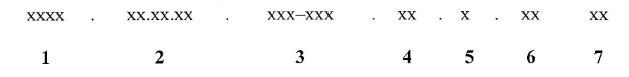 xxxx . xx.xx.xx . xxx–xxx . xx . x . xx xx
1 2 3 4 5 6 7